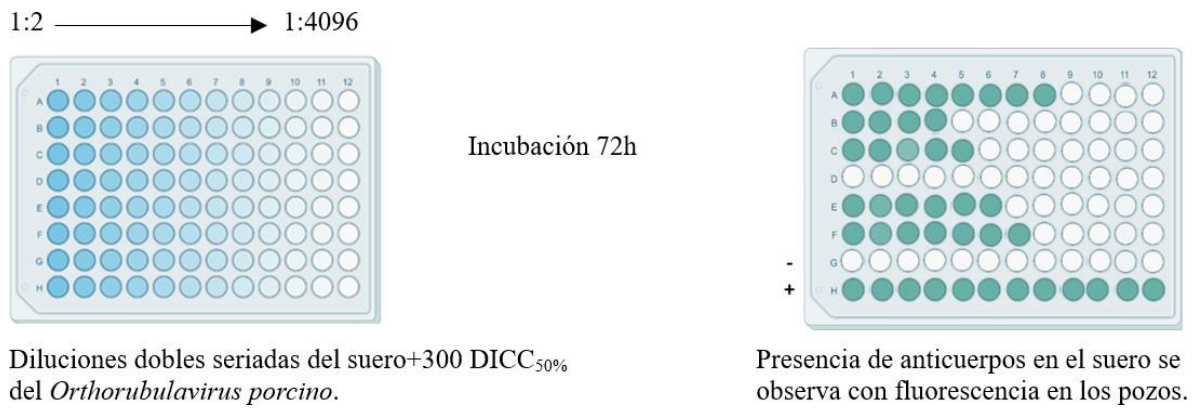 1:2 1:4096
1 2 3 4 5 6 7 8 9 10 11 12
A
B
C
D
E
F
G
H
Incubación 72h
1 2 3 4 5 6 7 8 9 10 11 12
A
B
C
D
E
F
- G
+ H
Diluciones dobles seriadas del suero+300 DICC50%
del Orthorubulavirus porcino.
Presencia de anticuerpos en el suero se
observa con fluorescencia en los pozos.